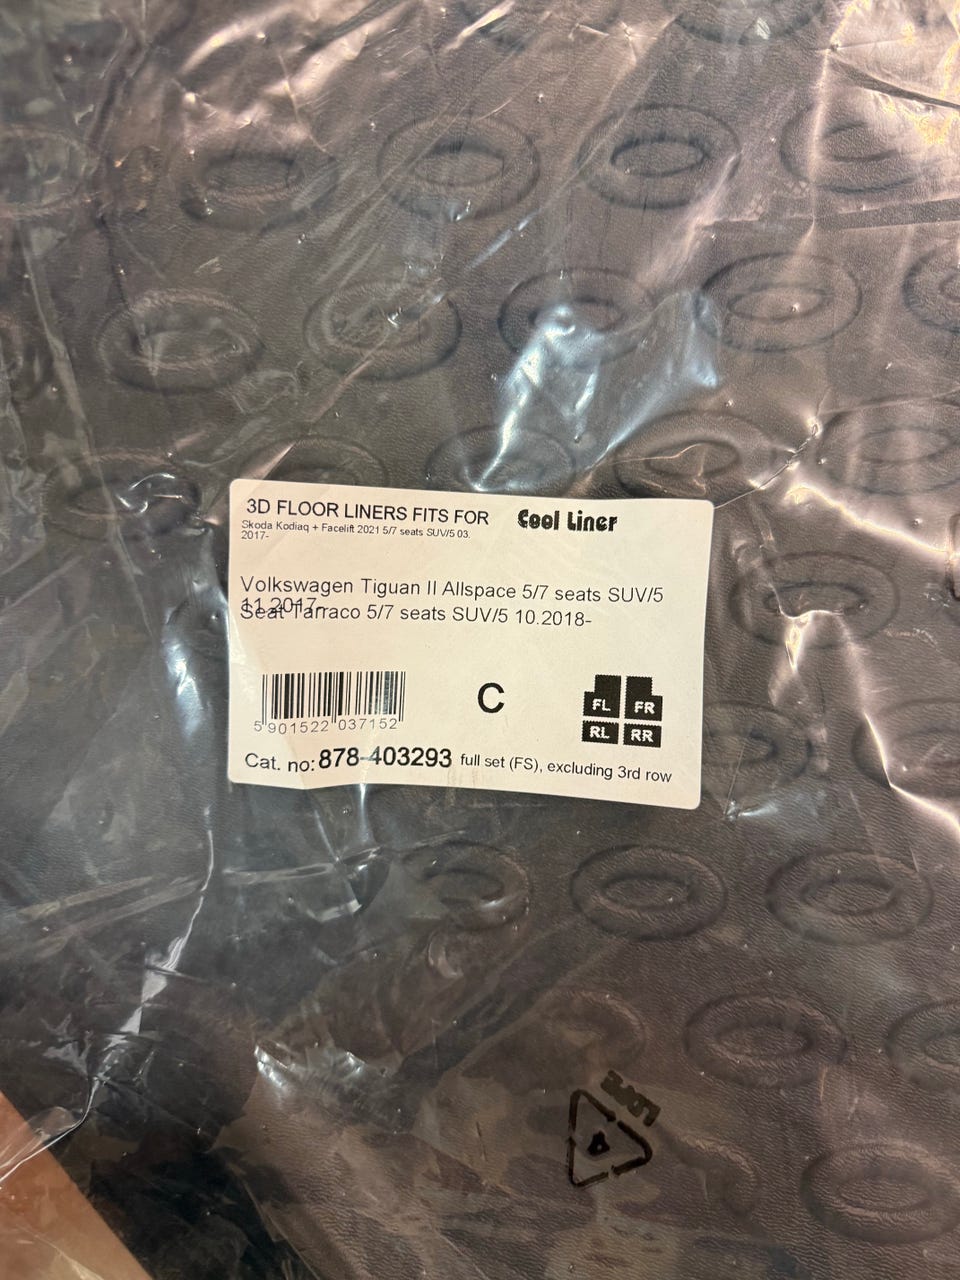 3D FLOOR LINERS FITS FOR
Cool Liner
Skoda Kodiaq + Facelift 2021 5/7 seats SUV/5 03.
2017-
Volkswagen Tiguan II Allspace 5/7 seats SUV/5
11.2017-
Seat Tarraco 5/7 seats SUV/5 10.2018-
C
FL FR
RL RR
5 901522 037152
Cat. no: 878-403293 full set (FS), excluding 3rd row